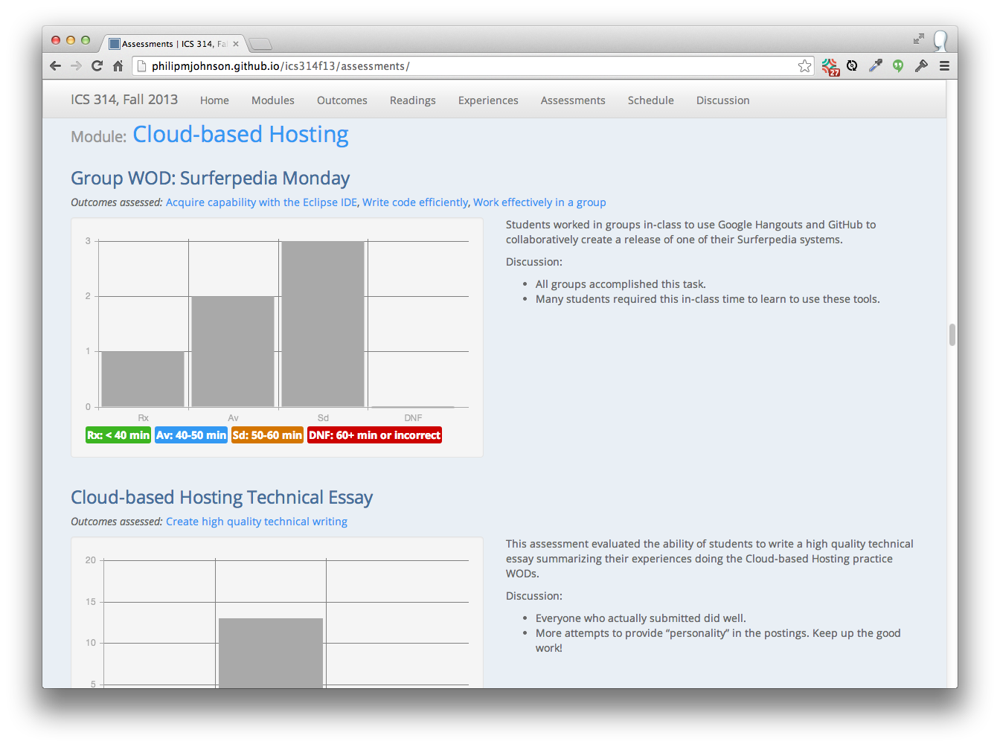 Assessments | ICS 314, Fa
philipmjohnson.github.io/ics314f13/assessments/
27
ICS 314, Fall 2013 Home Modules Outcomes Readings Experiences Assessments Schedule Discussion
Module: Cloud-based Hosting
Group WOD: Surferpedia Monday
Outcomes assessed: Acquire capability with the Eclipse IDE, Write code efficiently, Work effectively in a group
3
2
1
0
Rx Av Sd DNF
Rx: < 40 min Av: 40-50 min Sd: 50-60 min DNF: 60+ min or incorrect
Students worked in groups in-class to use Google Hangouts and GitHub to
collaboratively create a release of one of their Surferpedia systems.
Discussion:
• All groups accomplished this task.
• Many students required this in-class time to learn to use these tools.
Cloud-based Hosting Technical Essay
Outcomes assessed: Create high quality technical writing
20
15
10
5
This assessment evaluated the ability of students to write a high quality technical
essay summarizing their experiences doing the Cloud-based Hosting practice
WODs.
Discussion:
• Everyone who actually submitted did well.
• More attempts to provide “personality” in the postings. Keep up the good
work!